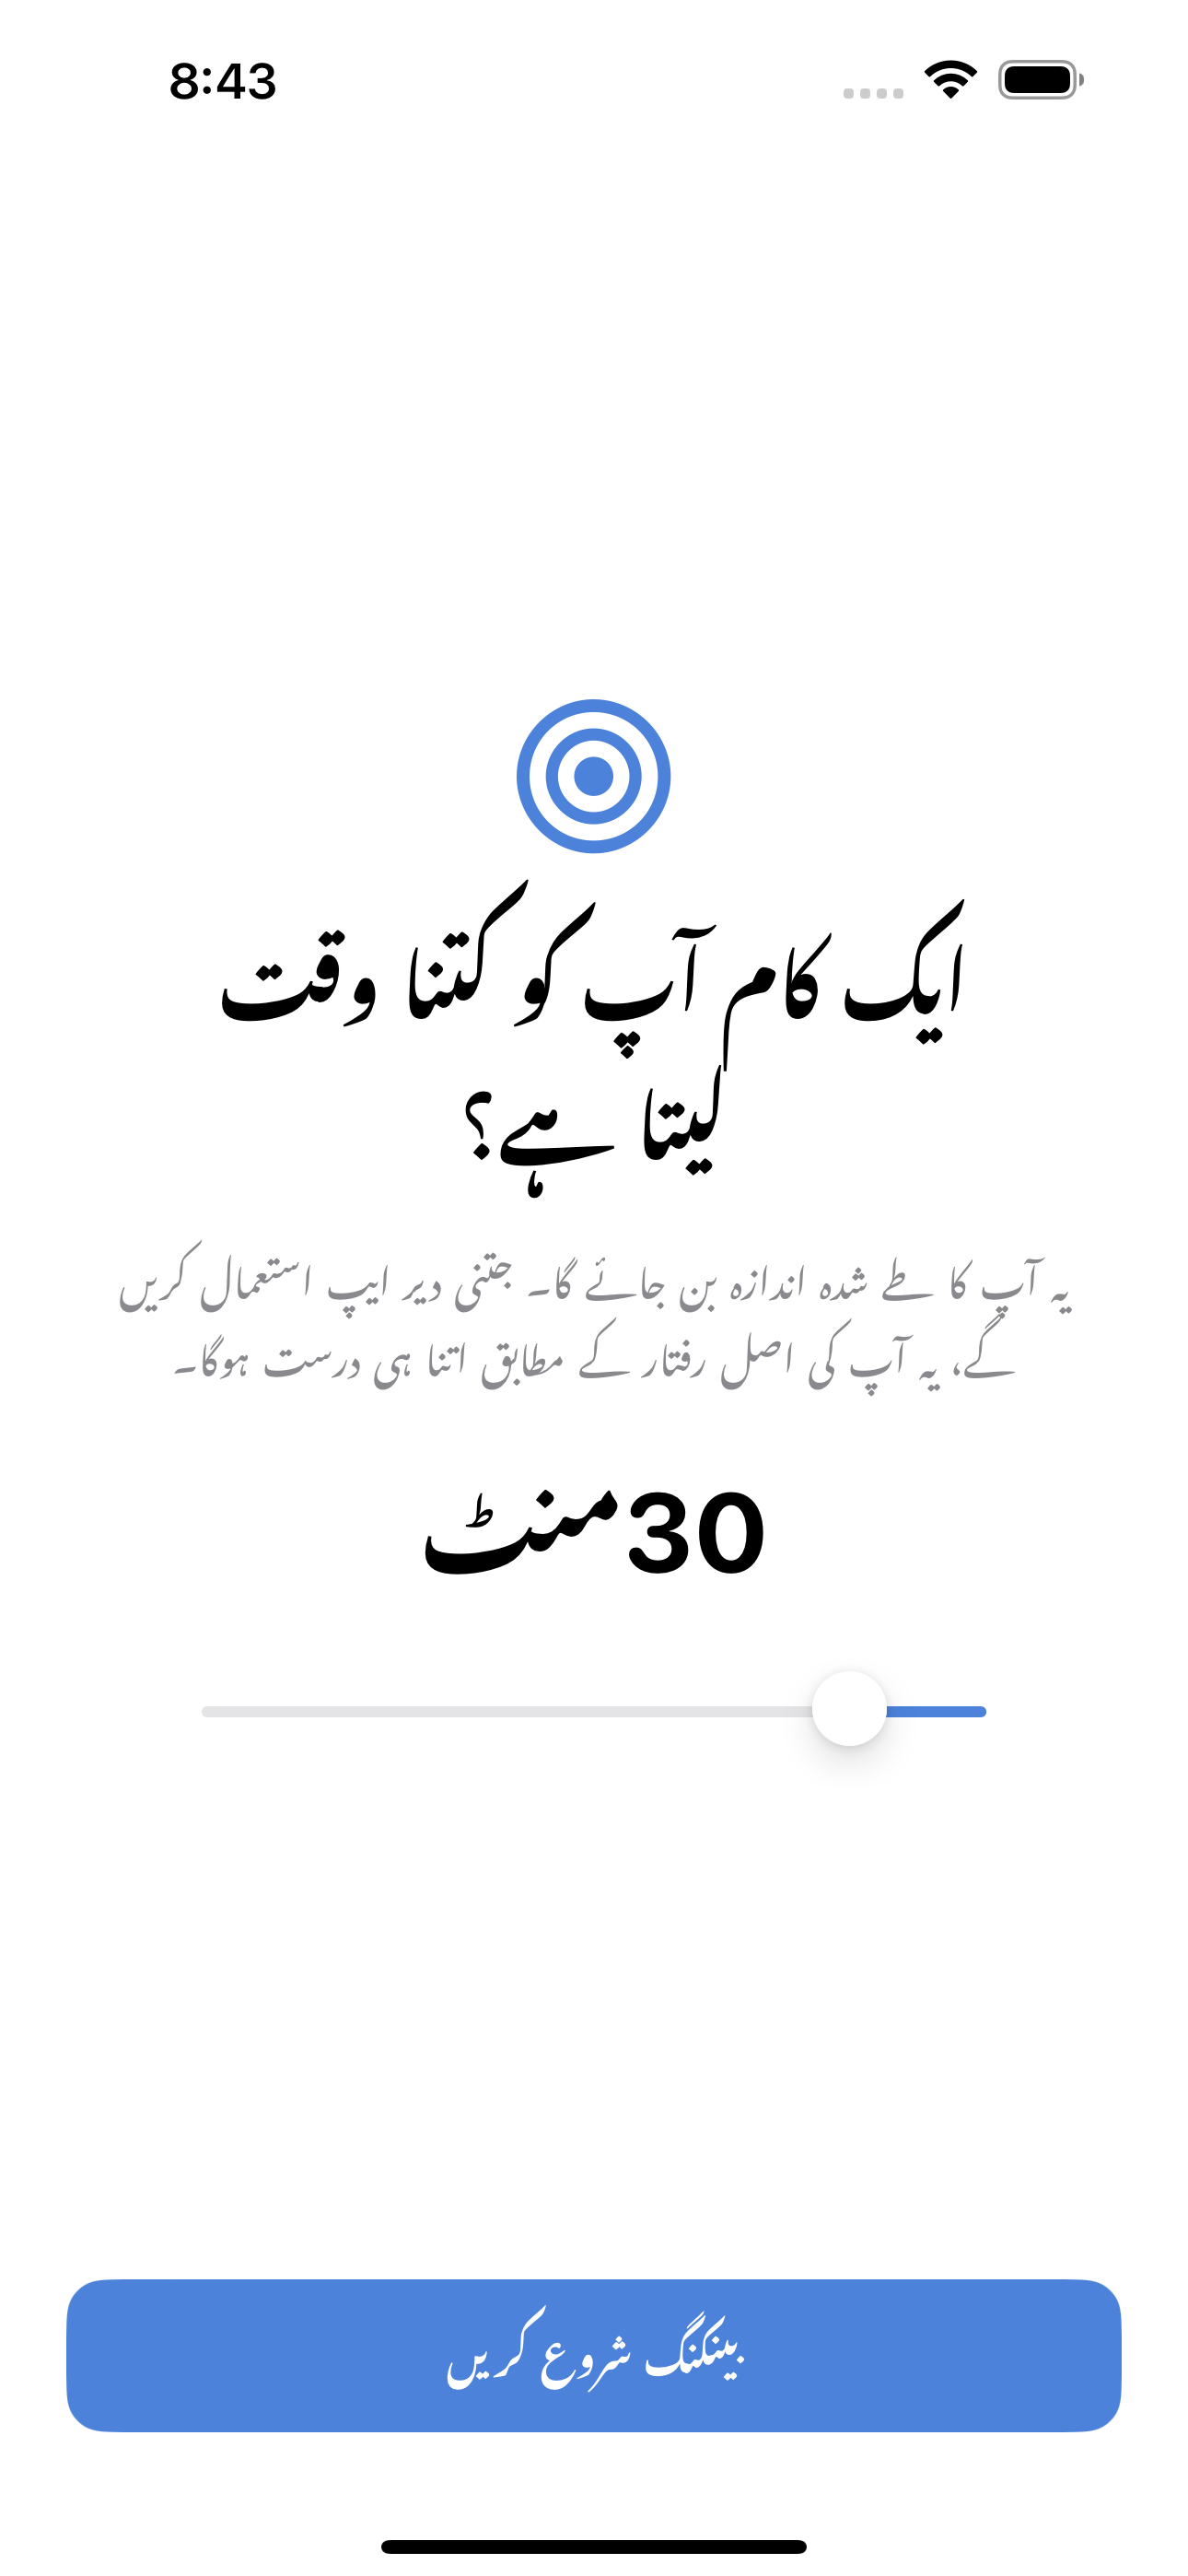 8:43
ایک کام آپ کو کتنا وقت
لیتا ہے؟
یہ آپ کا طے شدہ اندازہ بن جائے گا۔ جتنی دیر ایپ استعمال کریں
گے، یہ آپ کی اصل رفتار کے مطابق اتنا ہی درست ہوگا۔
30منٹ
بینکنگ شروع کریں